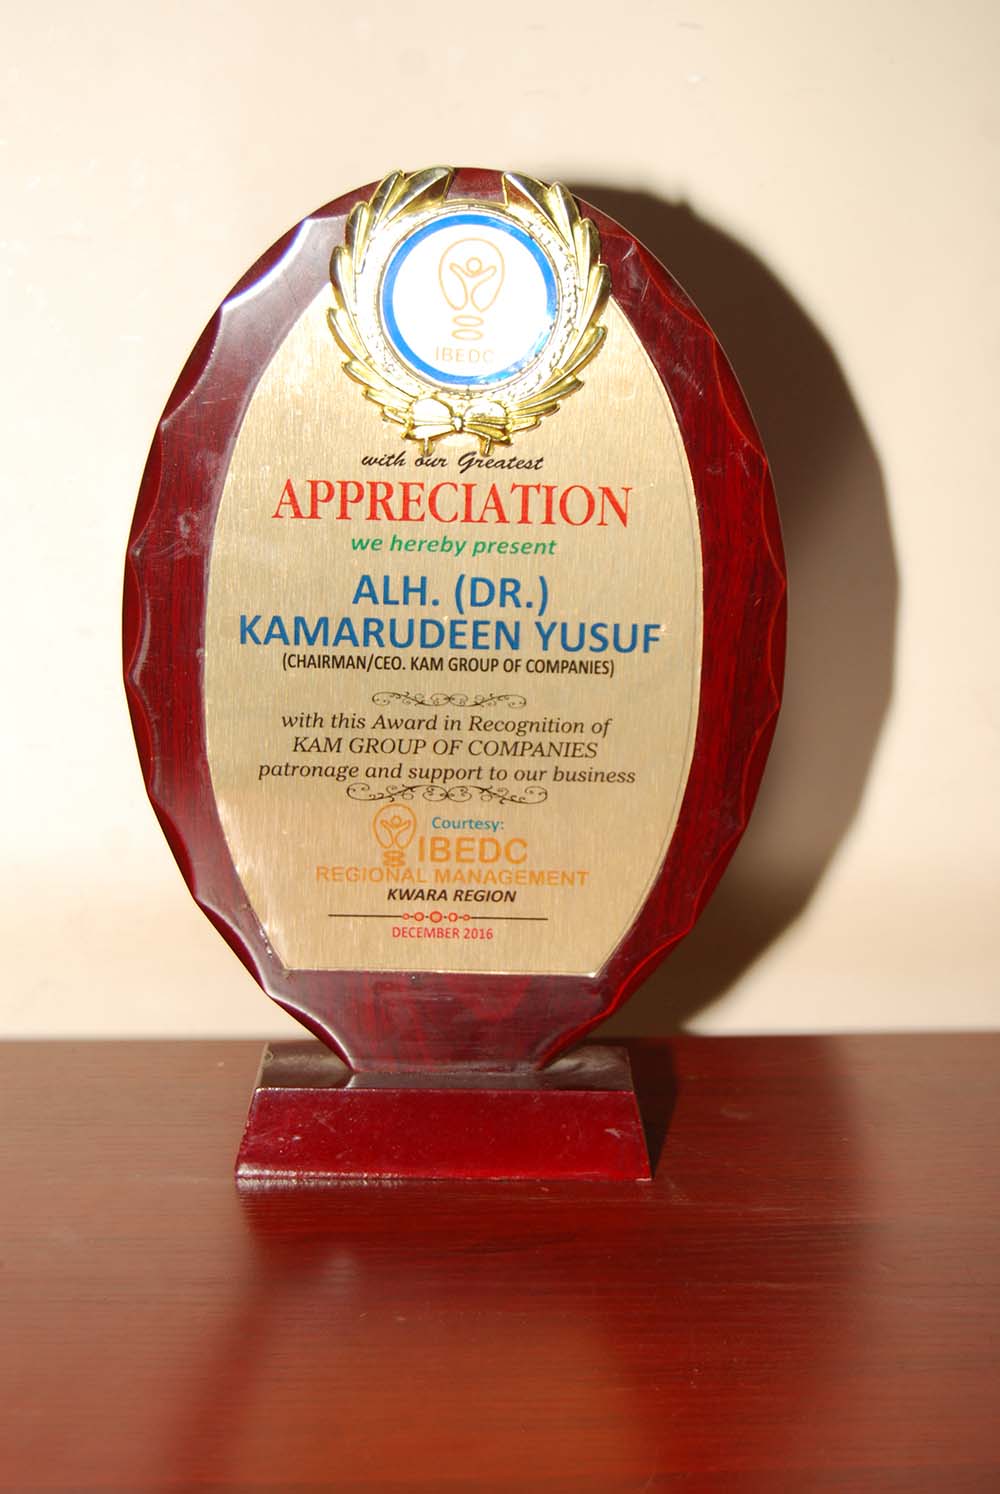 IBEDC
with our Greatest
APPRECIATION
we hereby present
ALH. (DR.)
KAMARUDEEN YUSUF
(CHAIRMAN/CEO. KAM GROUP OF COMPANIES)
with this Award in Recognition of
KAM GROUP OF COMPANIES
patronage and support to our business
Courtesy:
IBEDC
REGIONAL MANAGEMENT
KWARA REGION
DECEMBER 2016